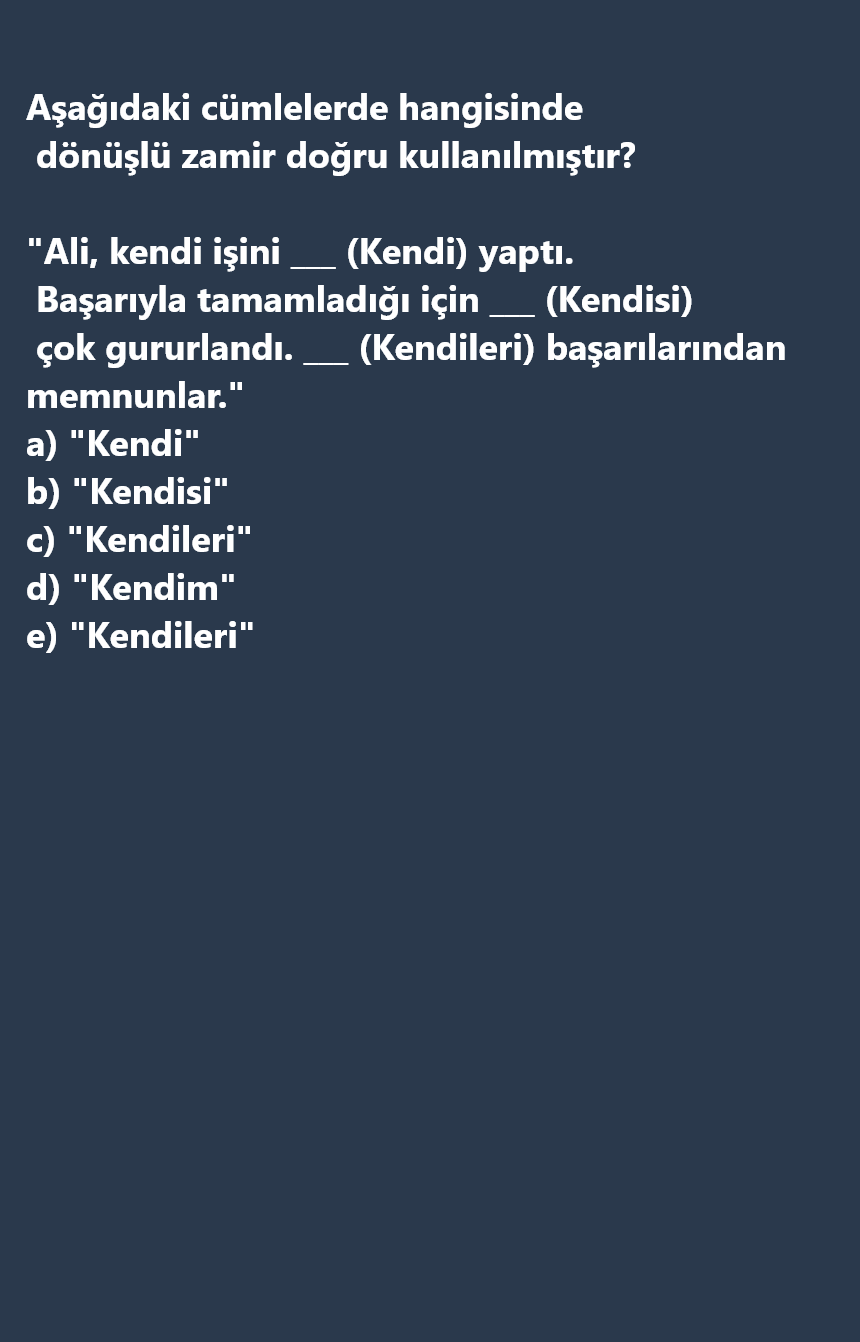 Aşağıdaki cümlelerde hangisinde
dönüşlü zamir doğru kullanılmıştır?
"Ali, kendi işini ___ (Kendi) yaptı.
Başarıyla tamamladığı için ___ (Kendisi)
çok gururlandı. ___ (Kendileri) başarılarından
memnunlar."
a) "Kendi"
b) "Kendisi"
c) "Kendileri"
d) "Kendim"
e) "Kendileri"